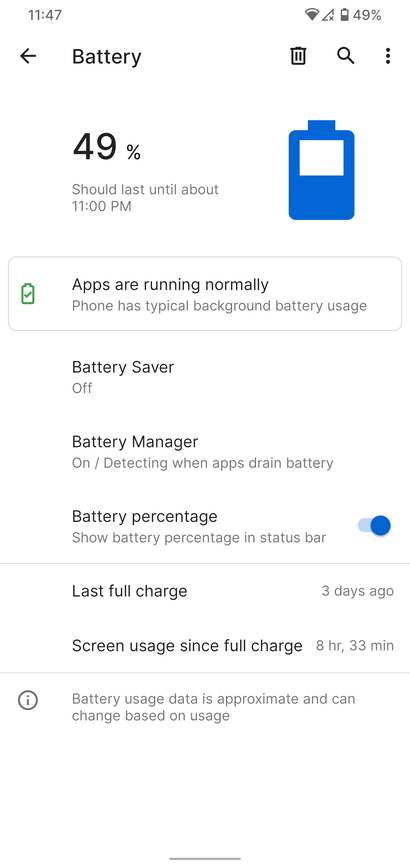 11:47
49%
Battery
49 %
Should last until about
11:00 PM
Apps are running normally
Phone has typical background battery usage
Battery Saver
Off
Battery Manager
On / Detecting when apps drain battery
Battery percentage
Show battery percentage in status bar
Last full charge
3 days ago
Screen usage since full charge
8 hr, 33 min
Battery usage data is approximate and can
change based on usage